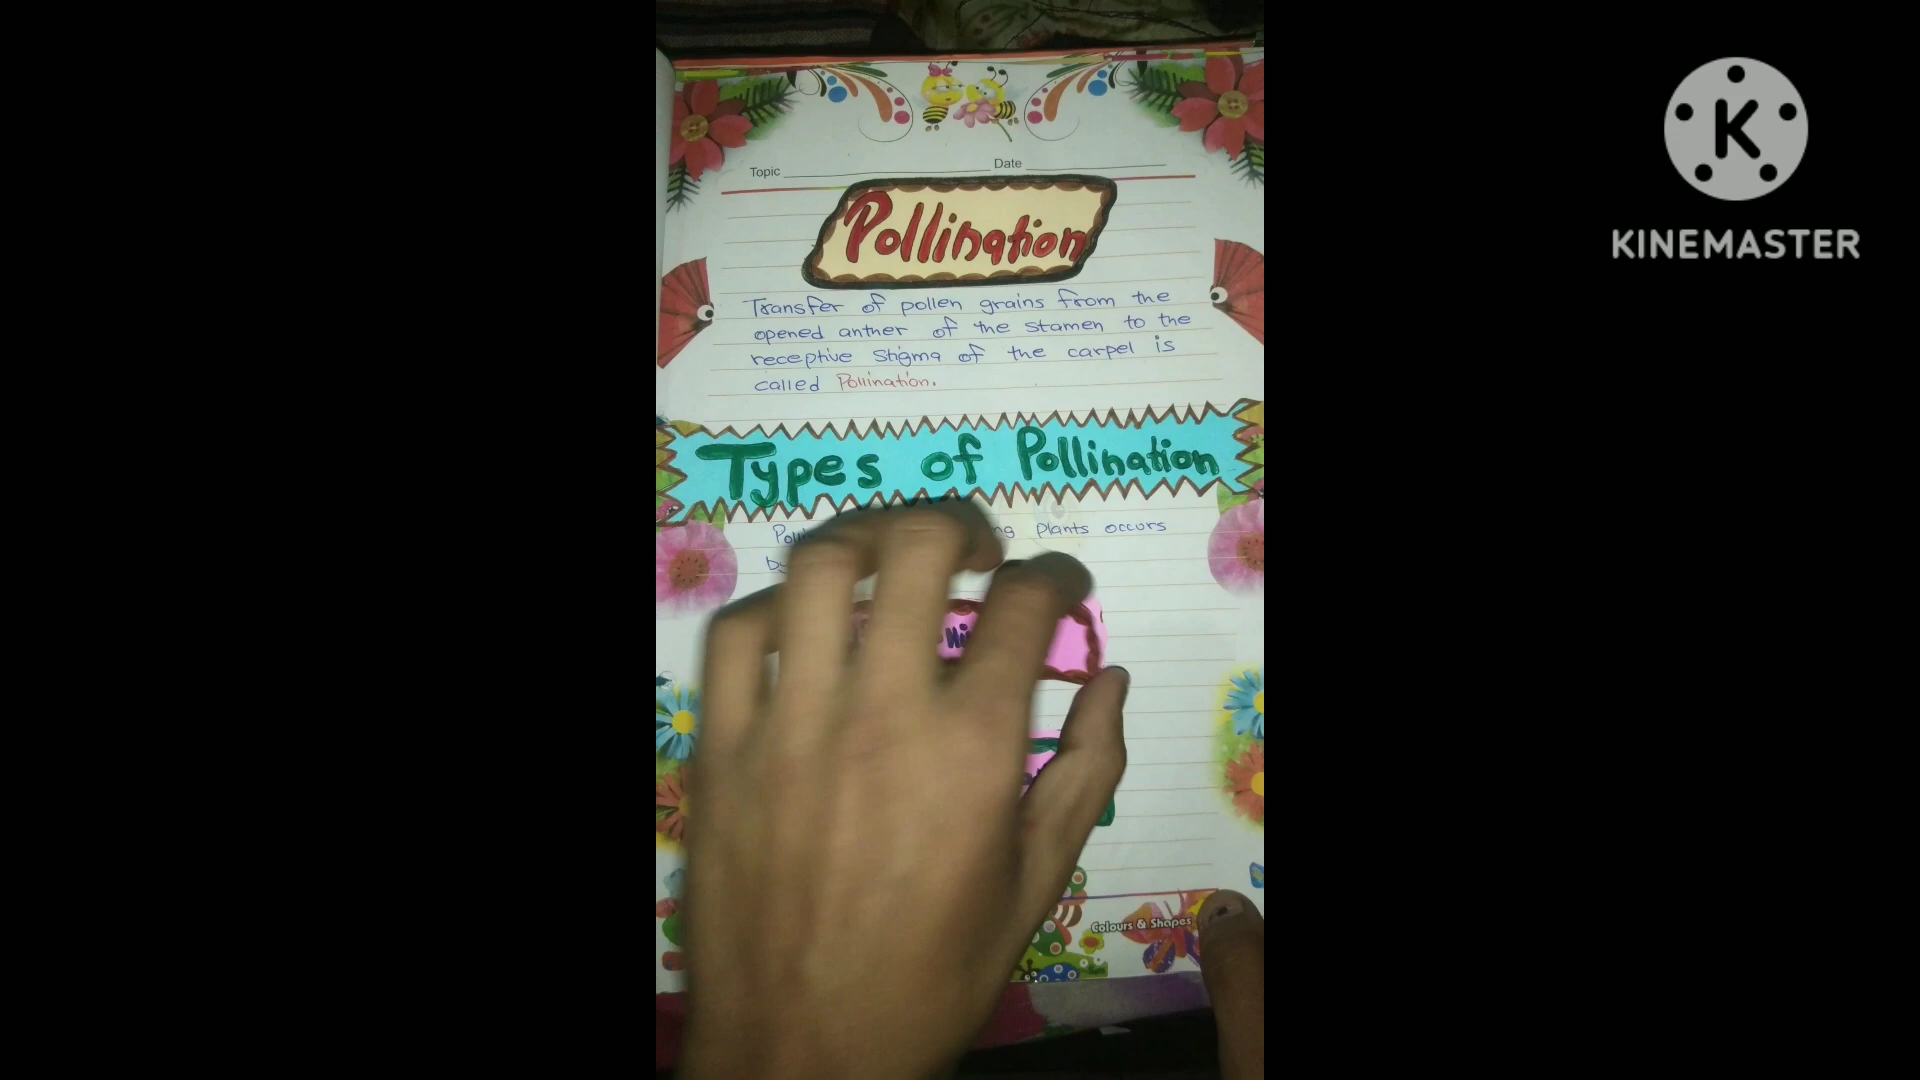 Topic Date
Pollination
Transfer of pollen grains from the
opened anther of the stamen to the
receptive stigma of the carpel is
called Pollination.
Types of Pollination
plants occurs
by
Colours & Shapes
K
KINEMASTER